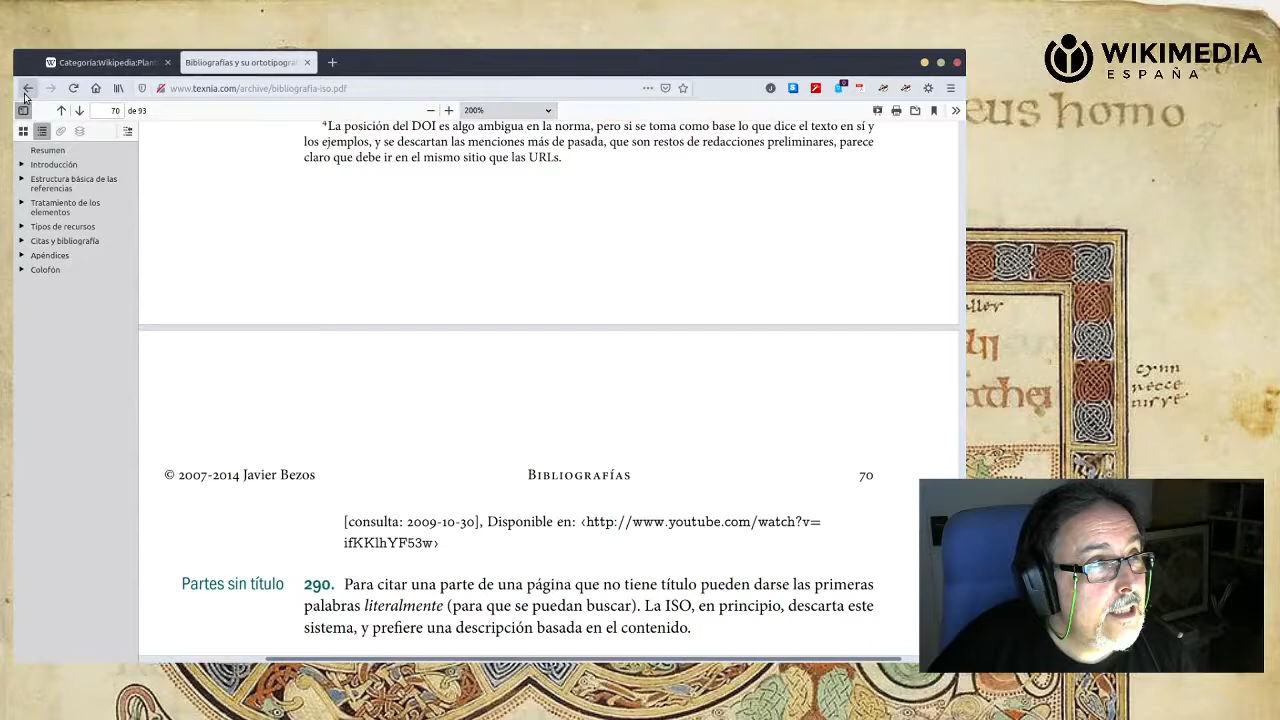 WIKIMEDIA
ESPAÑA
eus homo
Categoría:Wikipedia:Plant
Bibliografías y su ortotipograf
www.texnia.com/archive/bibliografia-iso.pdf
70 de 93
200%
Resumen
Introducción
Estructura básica de las
referencias
Tratamiento de los
elementos
Tipos de recursos
Citas y bibliografía
Apéndices
Colofón
⁴La posición del DOI es algo ambigua en la norma, pero si se toma como base lo que dice el texto en sí y
los ejemplos, y se descartan las menciones más de pasada, que son restos de redacciones preliminares, parece
claro que debe ir en el mismo sitio que las URLs.
© 2007-2014 Javier Bezos BIBLIOGRAFÍAS 70
[consulta: 2009-10-30], Disponible en: ‹http://www.youtube.com/watch?v=
ifKKlhYF53w›
Partes sin título 290. Para citar una parte de una página que no tiene título pueden darse las primeras
palabras literalmente (para que se puedan buscar). La ISO, en principio, descarta este
sistema, y prefiere una descripción basada en el contenido.